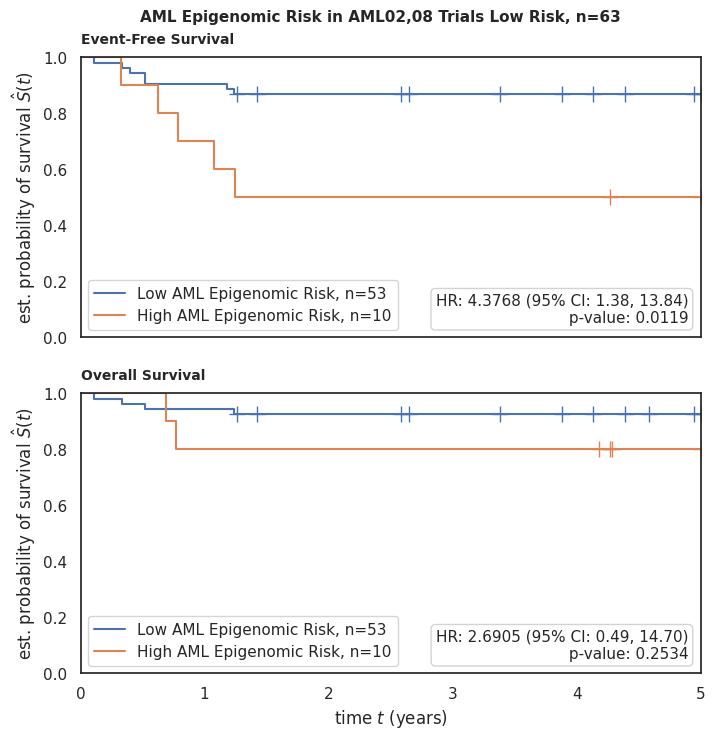 AML Epigenomic Risk in AML02,08 Trials Low Risk, n=63
Event-Free Survival
est. probability of survival Ŝ(t)
1.0
0.8
0.6
0.4
0.2
0.0
Low AML Epigenomic Risk, n=53
High AML Epigenomic Risk, n=10
HR: 4.3768 (95% CI: 1.38, 13.84)
p-value: 0.0119
Overall Survival
est. probability of survival Ŝ(t)
1.0
0.8
0.6
0.4
0.2
0.0
Low AML Epigenomic Risk, n=53
High AML Epigenomic Risk, n=10
HR: 2.6905 (95% CI: 0.49, 14.70)
p-value: 0.2534
0 1 2 3 4 5
time t (years)